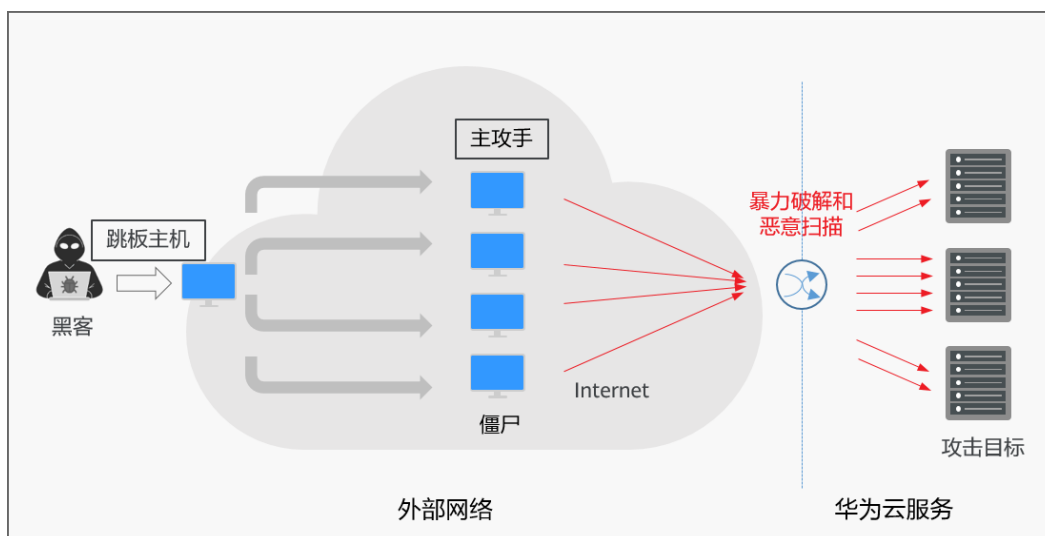 主攻手
跳板主机
黑客
暴力破解和
恶意扫描
Internet
僵尸
攻击目标
外部网络
华为云服务